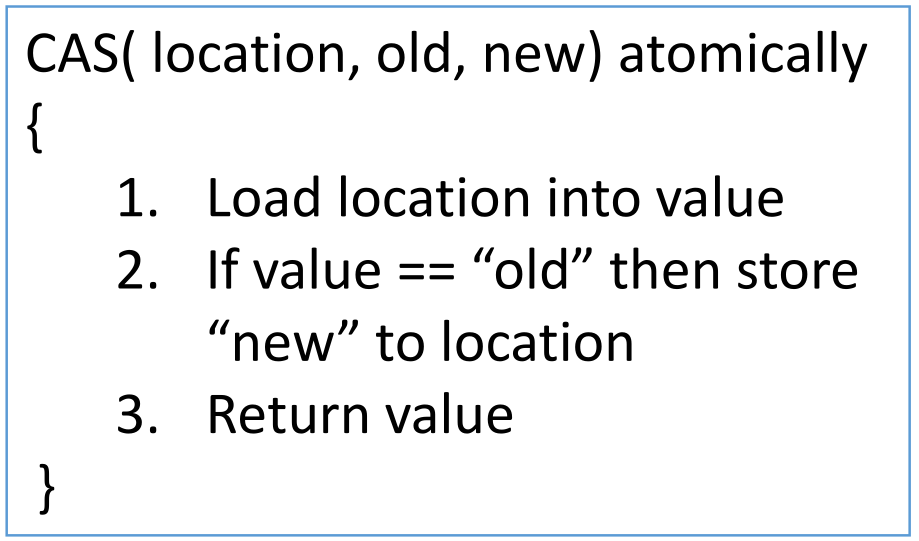 CAS( location, old, new) atomically
{
1. Load location into value
2. If value == “old” then store
“new” to location
3. Return value
}